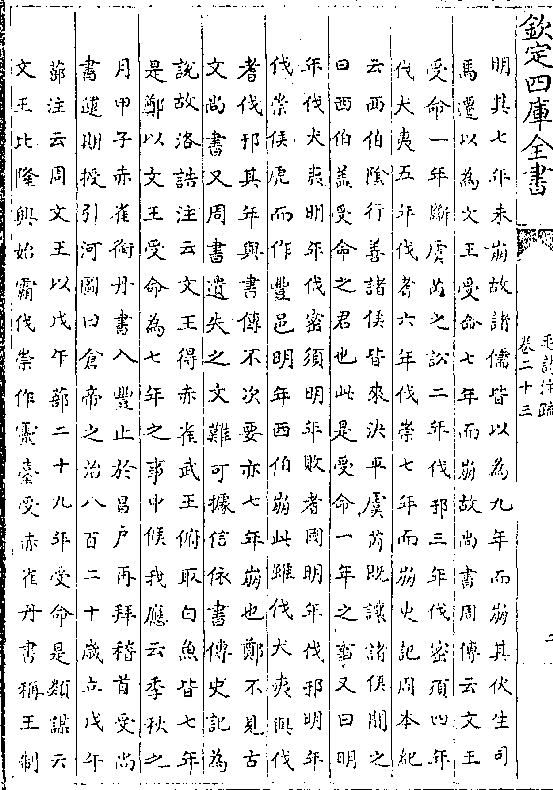 欽定四庫全書
毛詩注疏
卷二十三
二
明其七年未崩故諸儒皆以為九年而崩其伏生司
馬遷以為文王受命七年而崩故尚書周傳云文王
受命一年斷虞芮之訟二年伐邘三年伐密須四年
伐犬夷五年伐耆六年伐崇七年而崩史記周本紀
云西伯陰行善諸侯皆來決平虞芮既讓諸侯聞之
曰西伯葢受命之君也此是受命一年之事又曰明
年伐犬夷明年伐密須明年敗耆國明年伐邘明年
伐崇侯虎而作豐邑明年西伯崩此雖伐犬夷與伐
耆伐邘其年與書傳不次要亦七年崩也鄭不見古
文尚書又周書遺失之文難可據信依書傳史記為
說故洛誥注云文王得赤雀武王俯取白魚皆七年
是鄭以文王受命為七年之事中候我應云季秋之
月甲子赤雀銜丹書入豐止於昌户再拜稽首受尚
書運期授引河圖曰倉帝之治八百二十歲立戊午
蔀注云周文王以戊午蔀二十九年受命是類謀云
文王比隆興始霸伐崇作靈臺受赤雀丹書稱王制